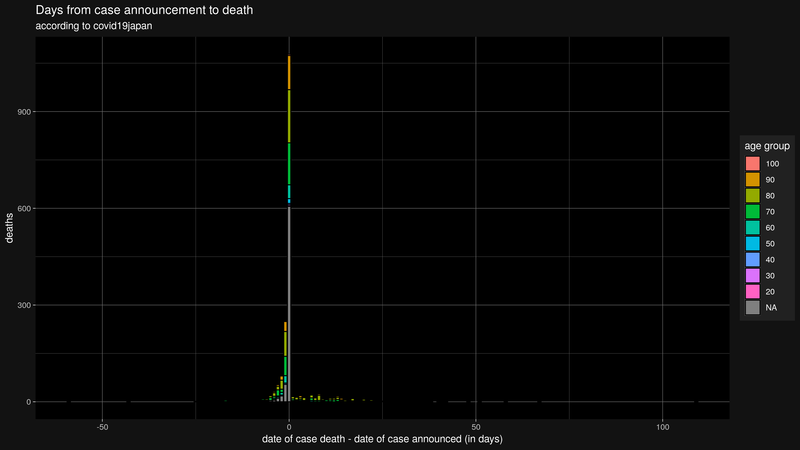 Days from case announcement to death
according to covid19japan
900
600
300
0
deaths
-50
0
50
100
date of case death - date of case announced (in days)
age group
100
90
80
70
60
50
40
30
20
NA